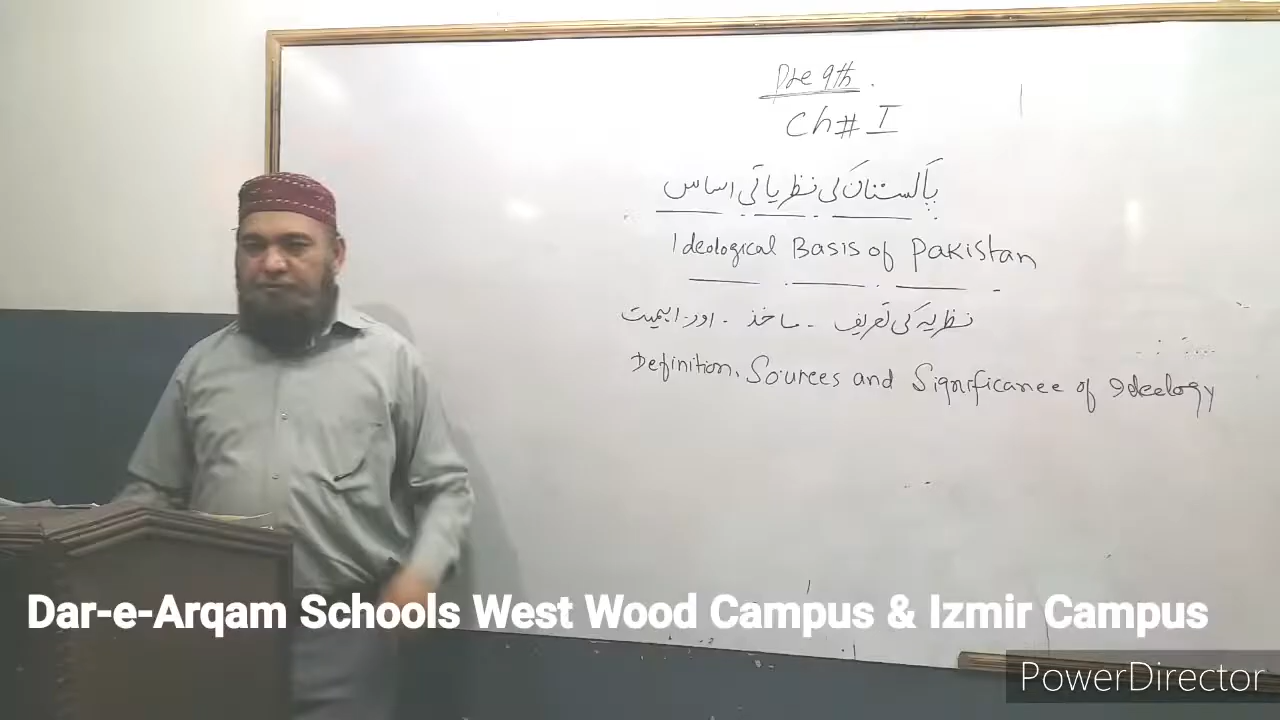 Pre 9th.
Ch# I
پاکستان کی نظریاتی اساس
Ideological Basis of Pakistan
نظریہ کی تعریف - ماخذ - اور اہمیت
Definition, Sources and Significance of Ideology
Dar-e-Arqam Schools West Wood Campus & Izmir Campus
PowerDirector